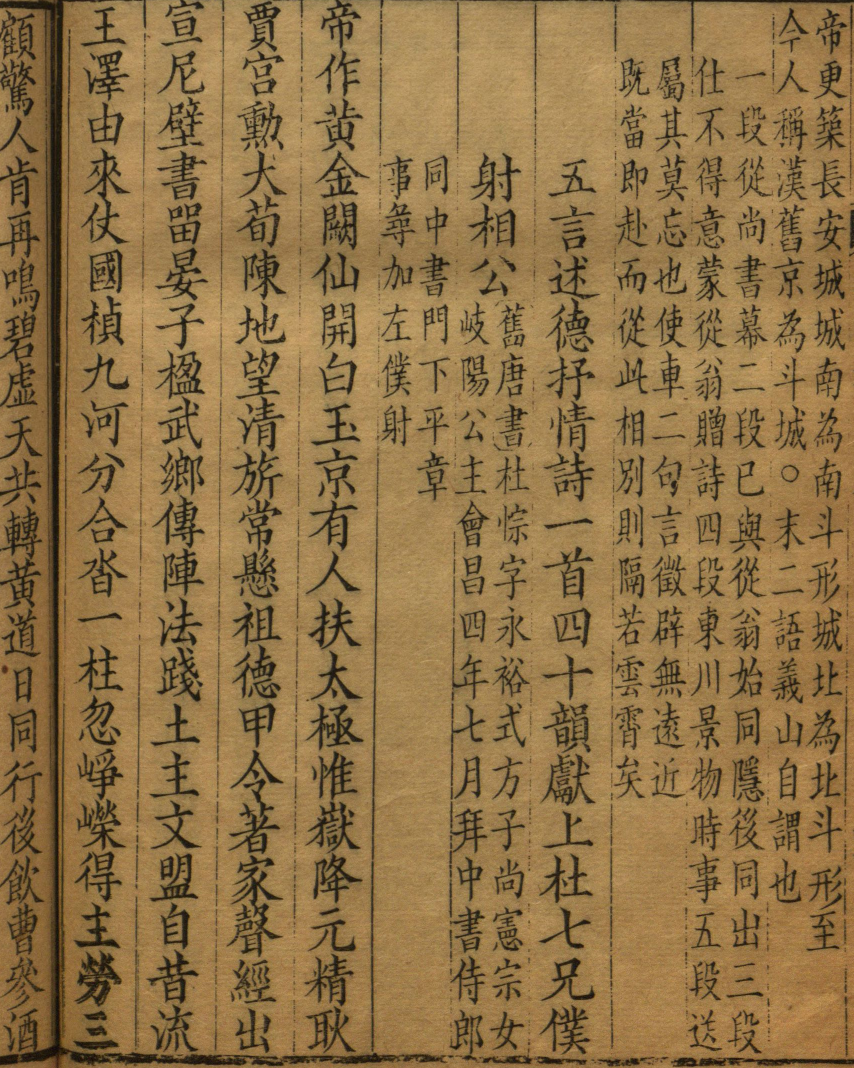 帝更築長安城城南為南斗形城北為北斗形至
今人稱漢舊京為斗城○末二語義山自謂也
一段從尚書幕二段已與從翁始同隱後同出三段
仕不得意蒙從翁贈詩四段東川景物時事五段送
屬其莫忘也使車二句言徵辟無遠近
既當即赴而從此相別則隔若雲霄矣
五言述德抒情詩一首四十韻獻上杜七兄僕
射相公
舊唐書杜悰字永裕式方子尚憲宗女
岐陽公主會昌四年七月拜中書侍郎
同中書門下平章
事尋加左僕射
帝作黃金闕仙開白玉京有人扶太極惟嶽降元精耿
賈官勲大荀陳地望清旂常懸祖德甲令著家聲經出
宣尼壁書畱晏子楹武鄉傳陣法踐土主文盟自昔流
王澤由來仗國楨九河分合沓一柱忽崢嶸得主勞三
顧驚人肯再鳴碧虛天共轉黃道日同行後飲曹參酒